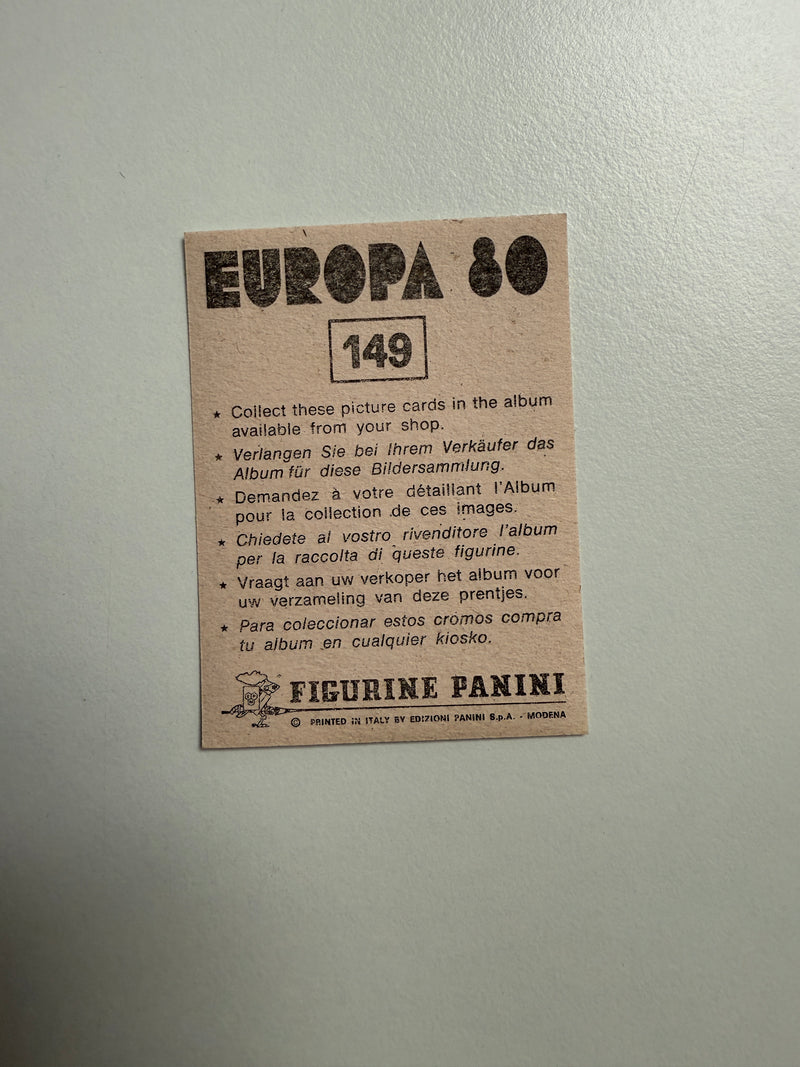 EUROPA 80
149
★ Collect these picture cards in the album
available from your shop.
★ Verlangen Sie bei Ihrem Verkäufer das
Album für diese Bildersammlung.
★ Demandez à votre détaillant l'Album
pour la collection de ces images.
★ Chiedete al vostro rivenditore l'album
per la raccolta di queste figurine.
★ Vraagt aan uw verkoper het album voor
uw verzameling van deze prentjes.
★ Para coleccionar estos cromos compra
tu album en cualquier kiosko.
FIGURINE PANINI
© PRINTED IN ITALY BY EDIZIONI PANINI S.p.A. - MODENA